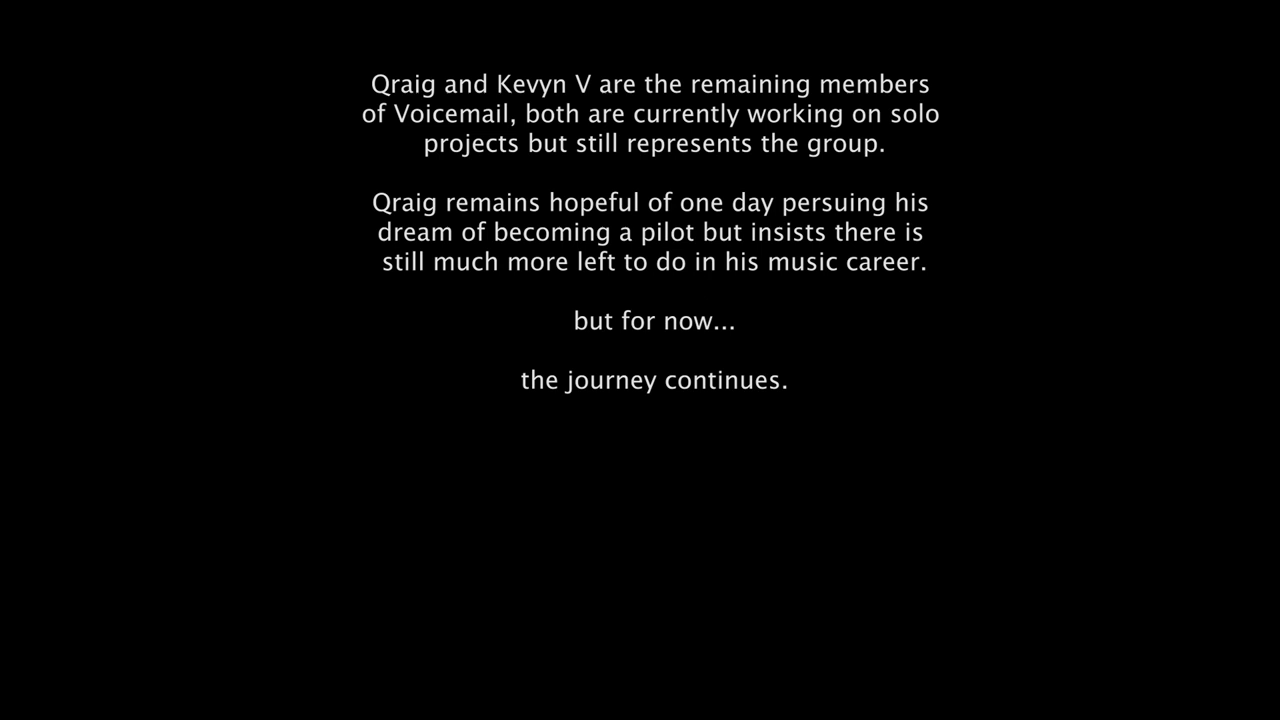 Qraig and Kevyn V are the remaining members
of Voicemail, both are currently working on solo
projects but still represents the group.
Qraig remains hopeful of one day persuing his
dream of becoming a pilot but insists there is
still much more left to do in his music career.
but for now...
the journey continues.